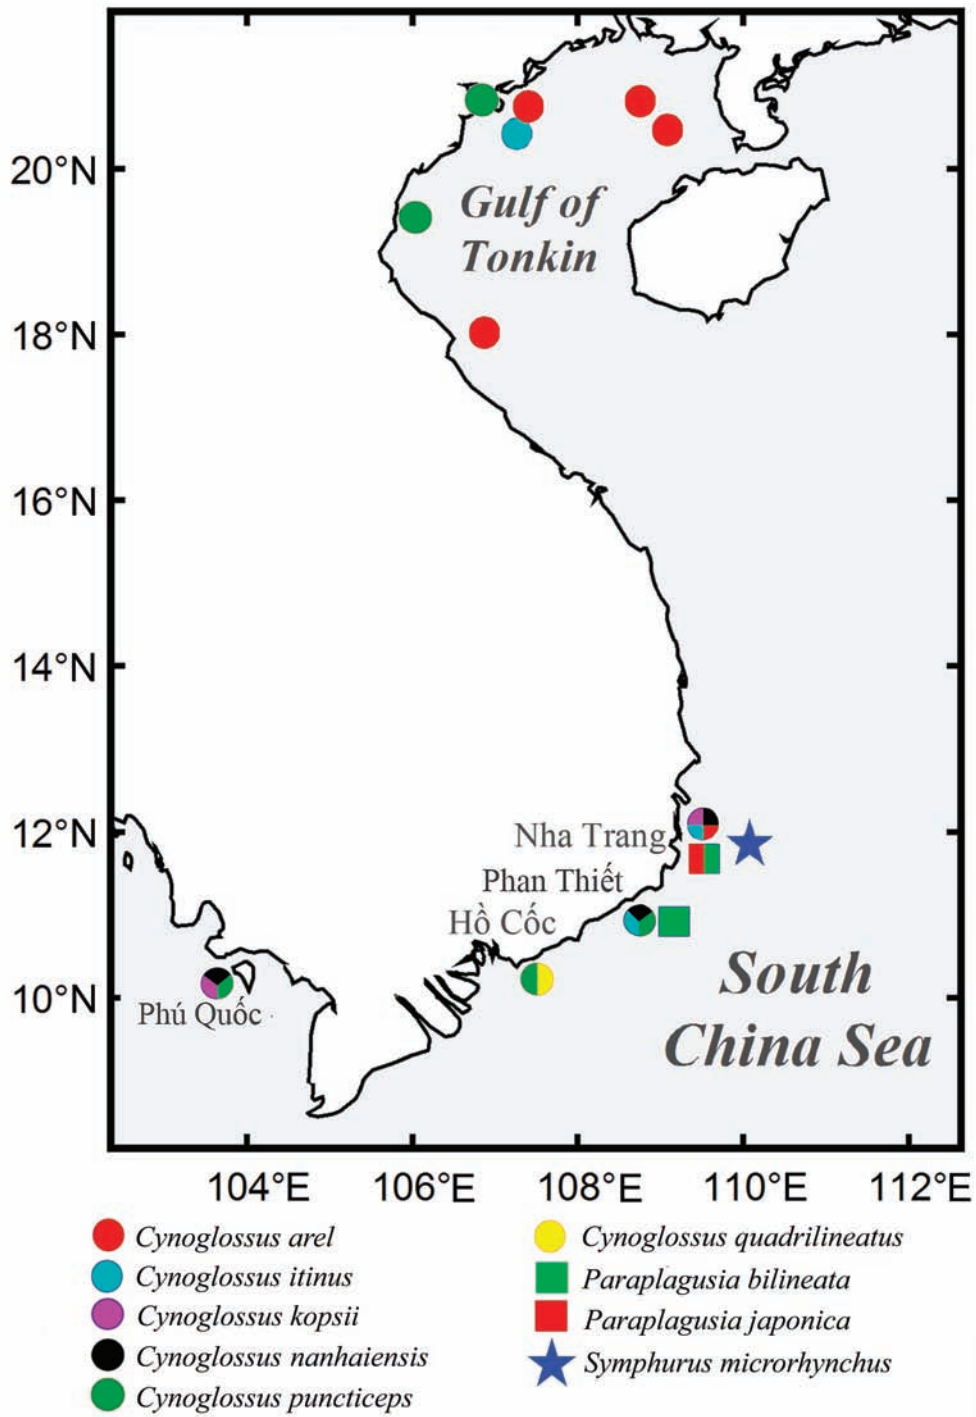 20°N
18°N
16°N
14°N
12°N
10°N
Gulf of
Tonkin
Nha Trang
Phan Thiết
Hồ Cốc
Phú Quốc
South
China Sea
104°E
106°E
108°E
110°E
112°E
Cynoglossus arel
Cynoglossus itinus
Cynoglossus kopsii
Cynoglossus nanhaiensis
Cynoglossus puncticeps
Cynoglossus quadrilineatus
Paraplagusia bilineata
Paraplagusia japonica
Symphurus microrhynchus